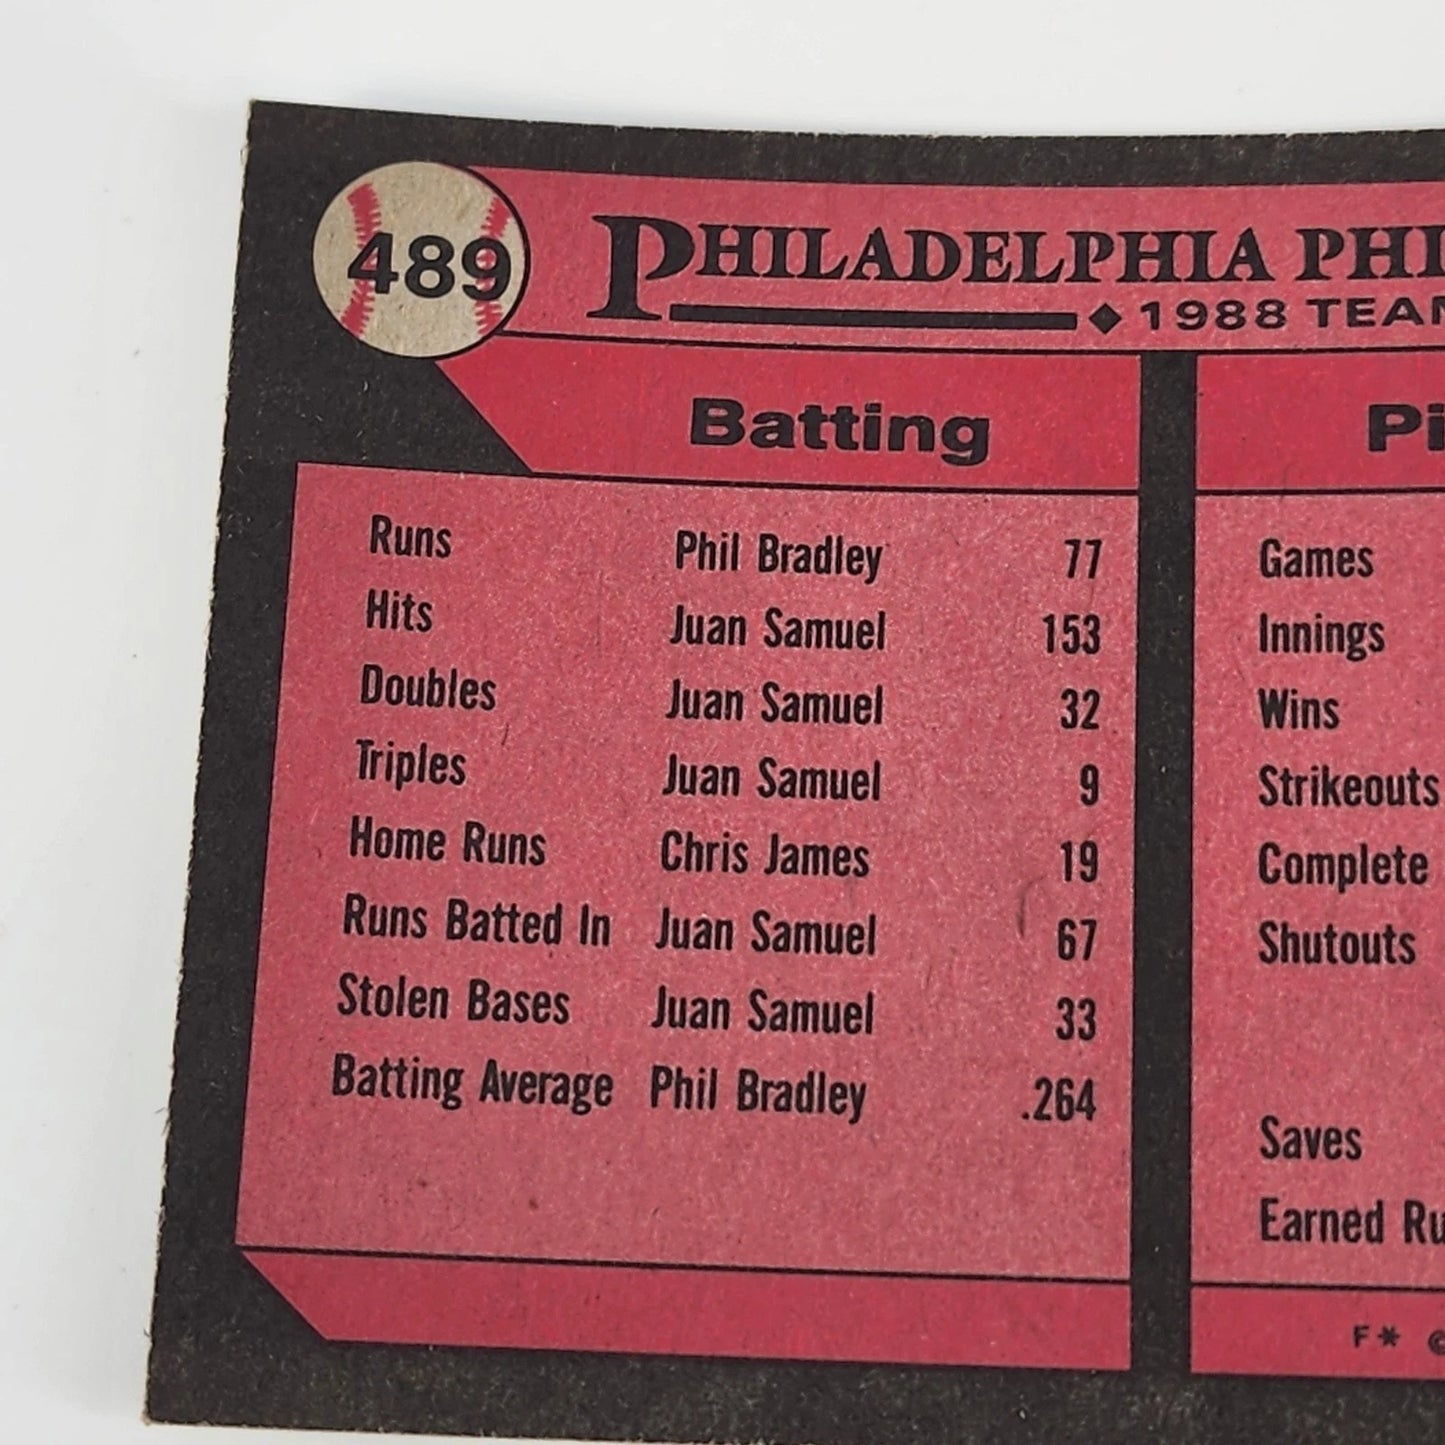 489
PHILADELPHIA PHI
◆1988 TEAM
Batting
Runs Phil Bradley 77
Hits Juan Samuel 153
Doubles Juan Samuel 32
Triples Juan Samuel 9
Home Runs Chris James 19
Runs Batted In Juan Samuel 67
Stolen Bases Juan Samuel 33
Batting Average Phil Bradley .264
Pi
Games
Innings
Wins
Strikeouts
Complete
Shutouts
Saves
Earned Ru
F* ©